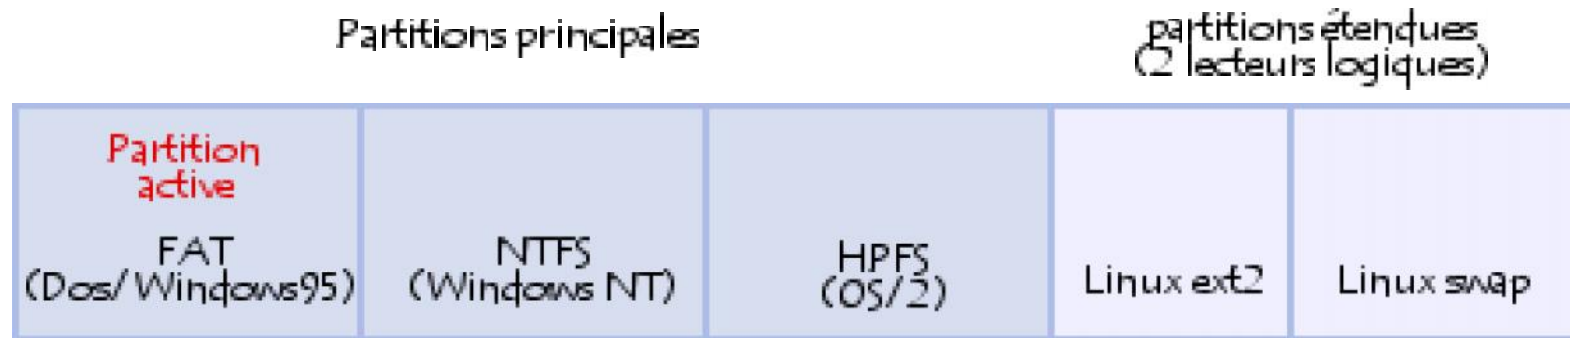 Partitions principales
partitions étendues
(2 lecteurs logiques)
Partition
active
FAT
(Dos/Windows95)
NTFS
(Windows NT)
HPFS
(OS/2)
Linux ext2
Linux swap